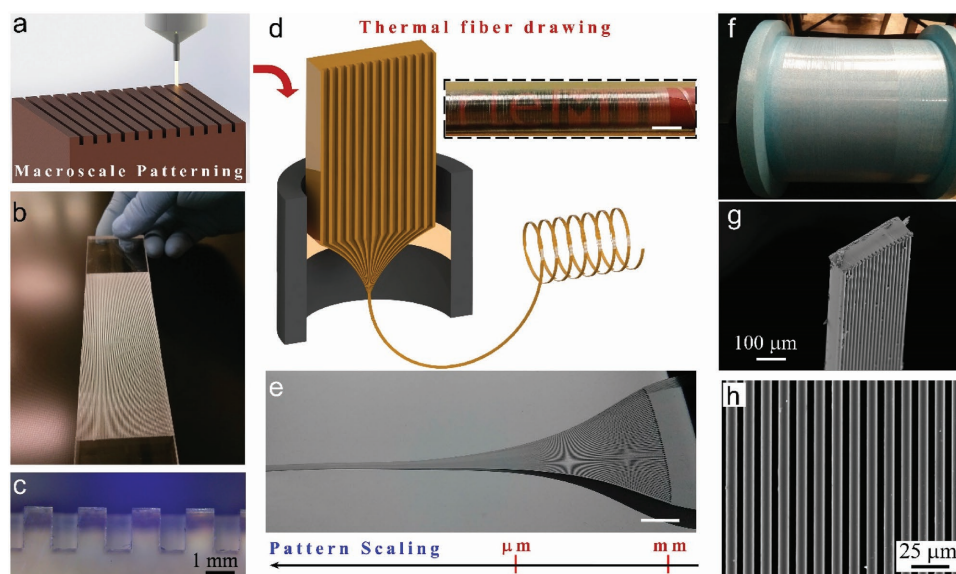 a
Macroscale Patterning
b
c
1 mm
d
Thermal fiber drawing
e
Pattern Scaling
μm
mm
f
g
100 μm
h
25 μm